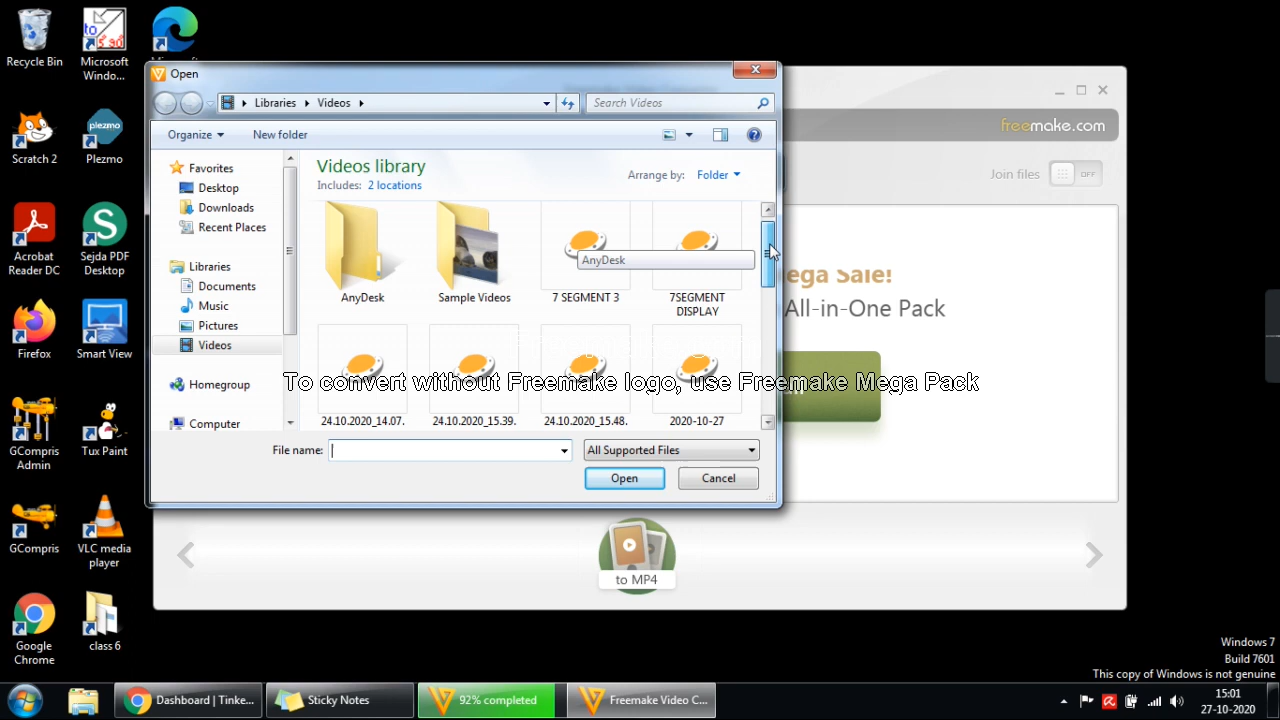 Recycle Bin
Microsoft
Windo...
Scratch 2
Plezmo
Acrobat
Reader DC
Sejda PDF
Desktop
Firefox
Smart View
GCompris
Admin
Tux Paint
GCompris
VLC media
player
Google
Chrome
class 6
Open
Libraries
Videos
Search Videos
Organize
New folder
Favorites
Desktop
Downloads
Recent Places
Libraries
Documents
Music
Pictures
Videos
Homegroup
Computer
Videos library
Includes: 2 locations
Arrange by: Folder
AnyDesk
AnyDesk
Sample Videos
7 SEGMENT 3
7SEGMENT
DISPLAY
24.10.2020_14.07.
24.10.2020_15.39.
24.10.2020_15.48.
2020-10-27
File name:
All Supported Files
Open
Cancel
freemake.com
Join files
OFF
ega Sale!
All-in-One Pack
To convert without Freemake logo, use Freemake Mega Pack
to MP4
Windows 7
Build 7601
This copy of Windows is not genuine
Dashboard | Tinke...
Sticky Notes
92% completed
Freemake Video C...
15:01
27-10-2020